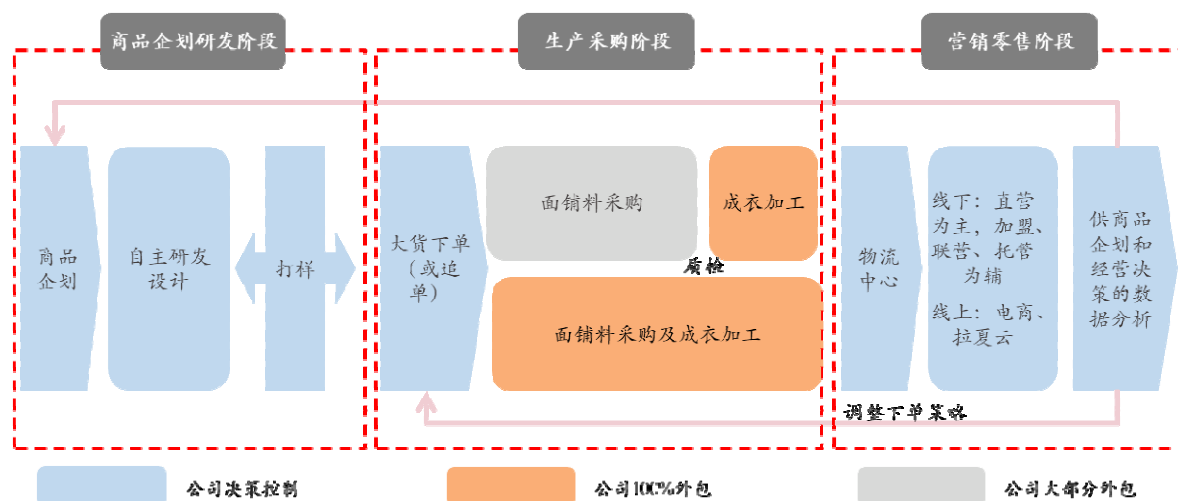 商品企划研发阶段
生产采购阶段
营销零售阶段
商品
企划
自主研发
设计
打样
大货下单
(或追
单)
面铺料采购
成衣加工
质检
面铺料采购及成衣加工
物流
中心
线下：直营
为主，加盟、
联营、托管
为辅
线上：电商、
拉夏云
供商品
企划和
经营决
策的数
据分析
调整下单策略
公司决策控制
公司100%外包
公司大部分外包